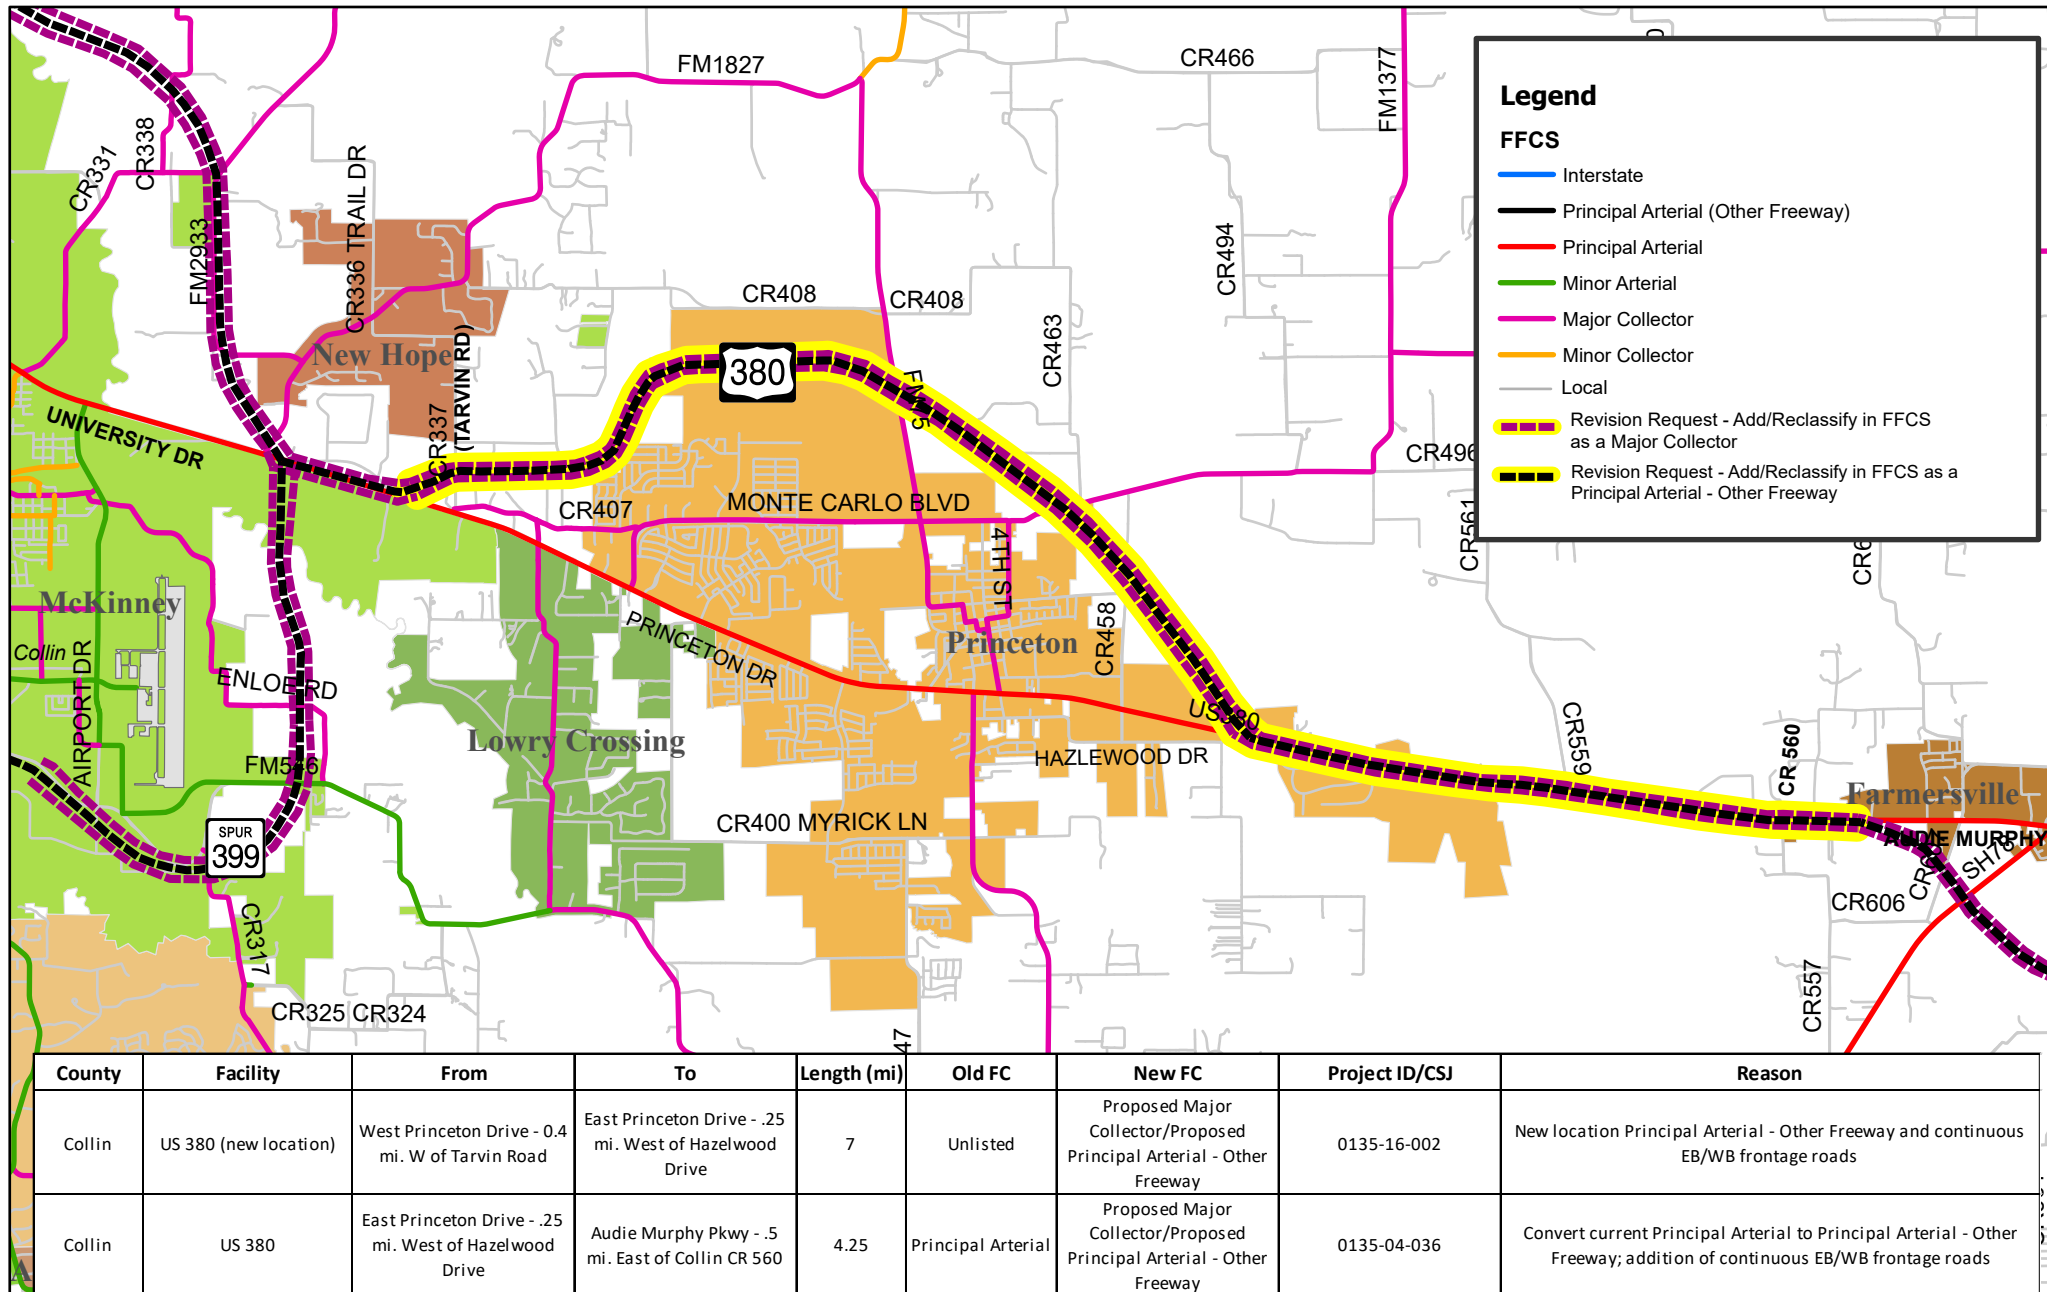 FM1827
CR466
FM1377
CR331
CR338
CR336 TRAIL DR
FM2933
CR494
CR408
CR408
CR463
New Hope
380
CR337
(TARVIN RD)
UNIVERSITY DR
CR496
CR407
MONTE CARLO BLVD
CR561
4TH ST
McKinney
Collin
AIRPORT DR
ENLOE RD
PRINCETON DR
Princeton
CR458
US380
Lowry Crossing
HAZLEWOOD DR
CR559
CR 560
Farmersville
FM546
CR400 MYRICK LN
AUDIE MURPHY
SH78
SPUR
399
CR606
CR317
CR325
CR324
CR557
47
Legend
FFCS
Interstate
Principal Arterial (Other Freeway)
Principal Arterial
Minor Arterial
Major Collector
Minor Collector
Local
Revision Request - Add/Reclassify in FFCS
as a Major Collector
Revision Request - Add/Reclassify in FFCS as a
Principal Arterial - Other Freeway
County Facility From To Length (mi) Old FC New FC Project ID/CSJ Reason
Collin
US 380 (new location)
West Princeton Drive - 0.4
mi. W of Tarvin Road
East Princeton Drive - .25
mi. West of Hazelwood
Drive
7
Unlisted
Proposed Major
Collector/Proposed
Principal Arterial - Other
Freeway
0135-16-002
New location Principal Arterial - Other Freeway and continuous
EB/WB frontage roads
Collin
US 380
East Princeton Drive - .25
mi. West of Hazelwood
Drive
Audie Murphy Pkwy - .5
mi. East of Collin CR 560
4.25
Principal Arterial
Proposed Major
Collector/Proposed
Principal Arterial - Other
Freeway
0135-04-036
Convert current Principal Arterial to Principal Arterial - Other
Freeway; addition of continuous EB/WB frontage roads